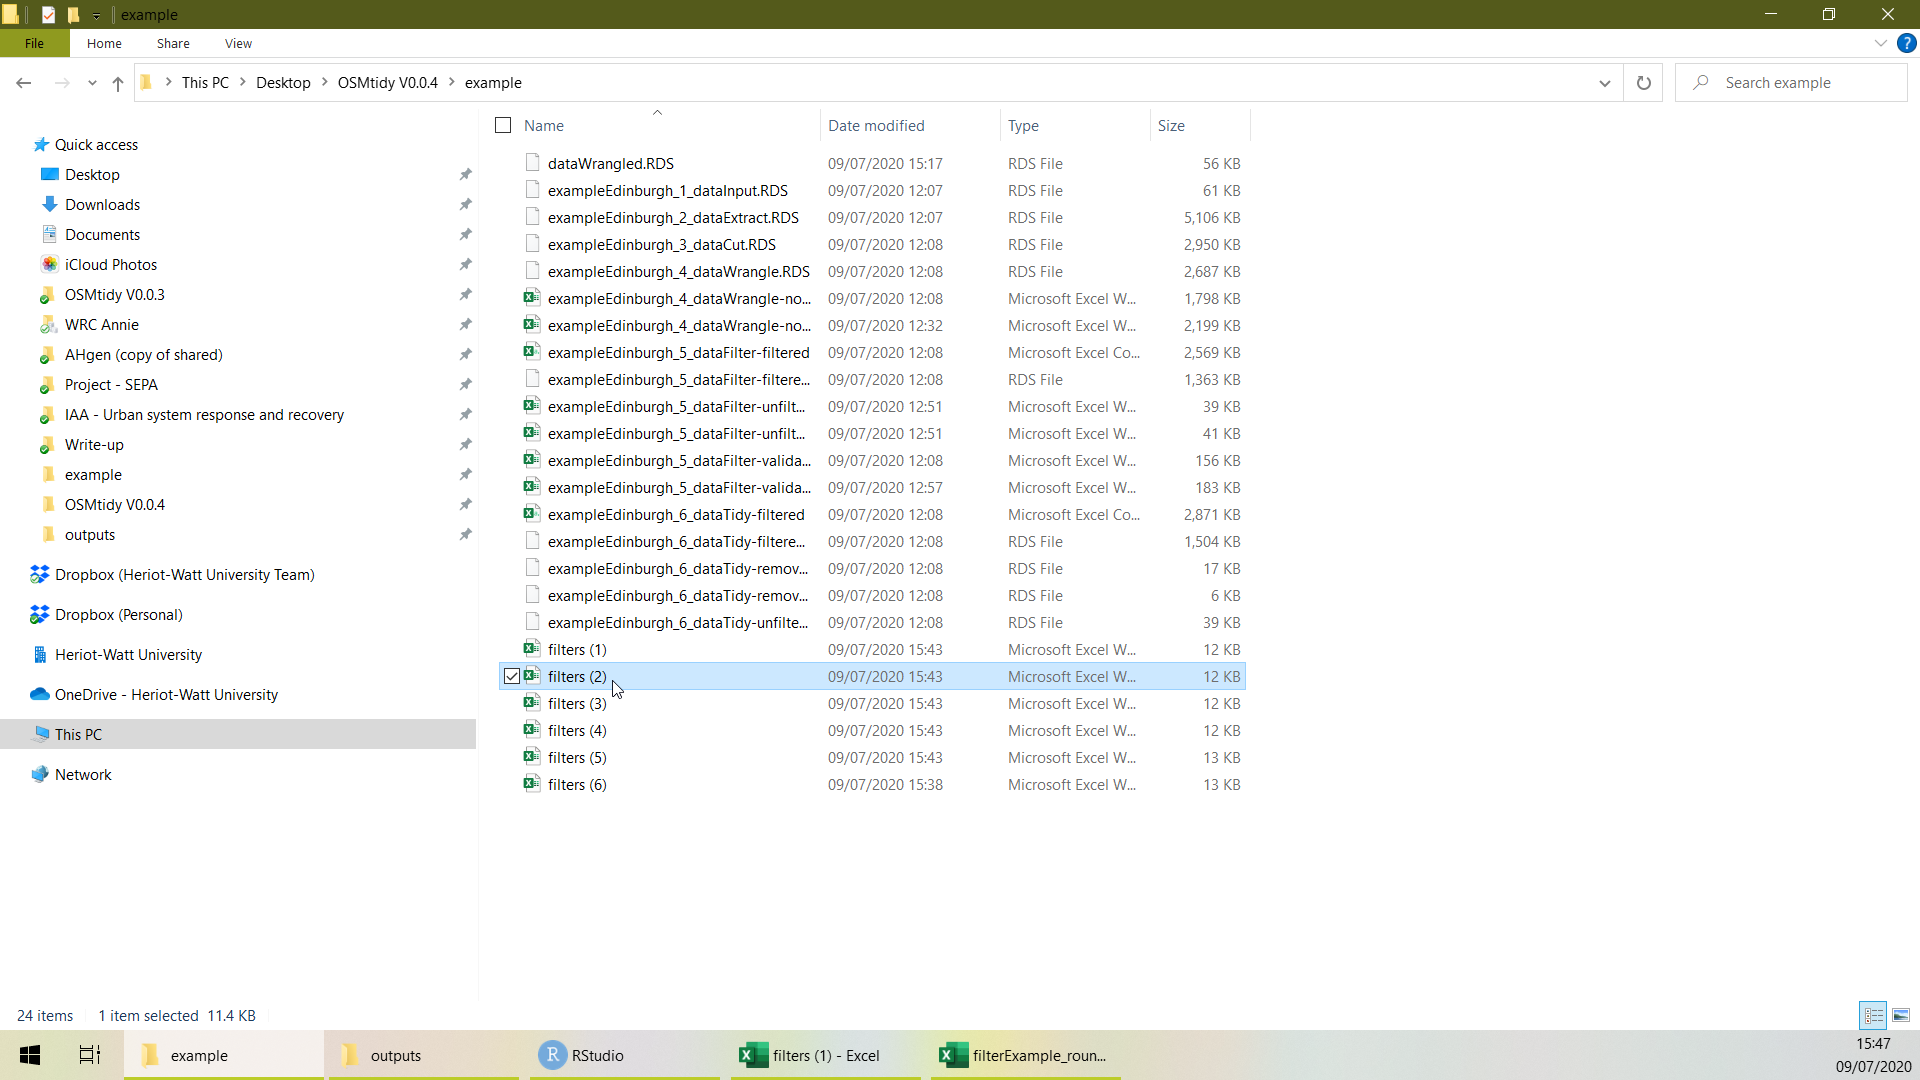 example
File Home Share View
This PC Desktop OSMtidy V0.0.4 example
Search example
Name Date modified Type Size
Quick access
Desktop
Downloads
Documents
iCloud Photos
OSMtidy V0.0.3
WRC Annie
AHgen (copy of shared)
Project - SEPA
IAA - Urban system response and recovery
Write-up
example
OSMtidy V0.0.4
outputs
Dropbox (Heriot-Watt University Team)
Dropbox (Personal)
Heriot-Watt University
OneDrive - Heriot-Watt University
This PC
Network
dataWrangled.RDS 09/07/2020 15:17 RDS File 56 KB
exampleEdinburgh_1_dataInput.RDS 09/07/2020 12:07 RDS File 61 KB
exampleEdinburgh_2_dataExtract.RDS 09/07/2020 12:07 RDS File 5,106 KB
exampleEdinburgh_3_dataCut.RDS 09/07/2020 12:08 RDS File 2,950 KB
exampleEdinburgh_4_dataWrangle.RDS 09/07/2020 12:08 RDS File 2,687 KB
exampleEdinburgh_4_dataWrangle-no... 09/07/2020 12:08 Microsoft Excel W... 1,798 KB
exampleEdinburgh_4_dataWrangle-no... 09/07/2020 12:32 Microsoft Excel W... 2,199 KB
exampleEdinburgh_5_dataFilter-filtered 09/07/2020 12:08 Microsoft Excel Co... 2,569 KB
exampleEdinburgh_5_dataFilter-filtere... 09/07/2020 12:08 RDS File 1,363 KB
exampleEdinburgh_5_dataFilter-unfilt... 09/07/2020 12:51 Microsoft Excel W... 39 KB
exampleEdinburgh_5_dataFilter-unfilt... 09/07/2020 12:51 Microsoft Excel W... 41 KB
exampleEdinburgh_5_dataFilter-valida... 09/07/2020 12:08 Microsoft Excel W... 156 KB
exampleEdinburgh_5_dataFilter-valida... 09/07/2020 12:57 Microsoft Excel W... 183 KB
exampleEdinburgh_6_dataTidy-filtered 09/07/2020 12:08 Microsoft Excel Co... 2,871 KB
exampleEdinburgh_6_dataTidy-filtere... 09/07/2020 12:08 RDS File 1,504 KB
exampleEdinburgh_6_dataTidy-remov... 09/07/2020 12:08 RDS File 17 KB
exampleEdinburgh_6_dataTidy-remov... 09/07/2020 12:08 RDS File 6 KB
exampleEdinburgh_6_dataTidy-unfilte... 09/07/2020 12:08 RDS File 39 KB
filters (1) 09/07/2020 15:43 Microsoft Excel W... 12 KB
filters (2) 09/07/2020 15:43 Microsoft Excel W... 12 KB
filters (3) 09/07/2020 15:43 Microsoft Excel W... 12 KB
filters (4) 09/07/2020 15:43 Microsoft Excel W... 12 KB
filters (5) 09/07/2020 15:43 Microsoft Excel W... 13 KB
filters (6) 09/07/2020 15:38 Microsoft Excel W... 13 KB
24 items 1 item selected 11.4 KB
example outputs R RStudio filters (1) - Excel filterExample_roun...
15:47
09/07/2020